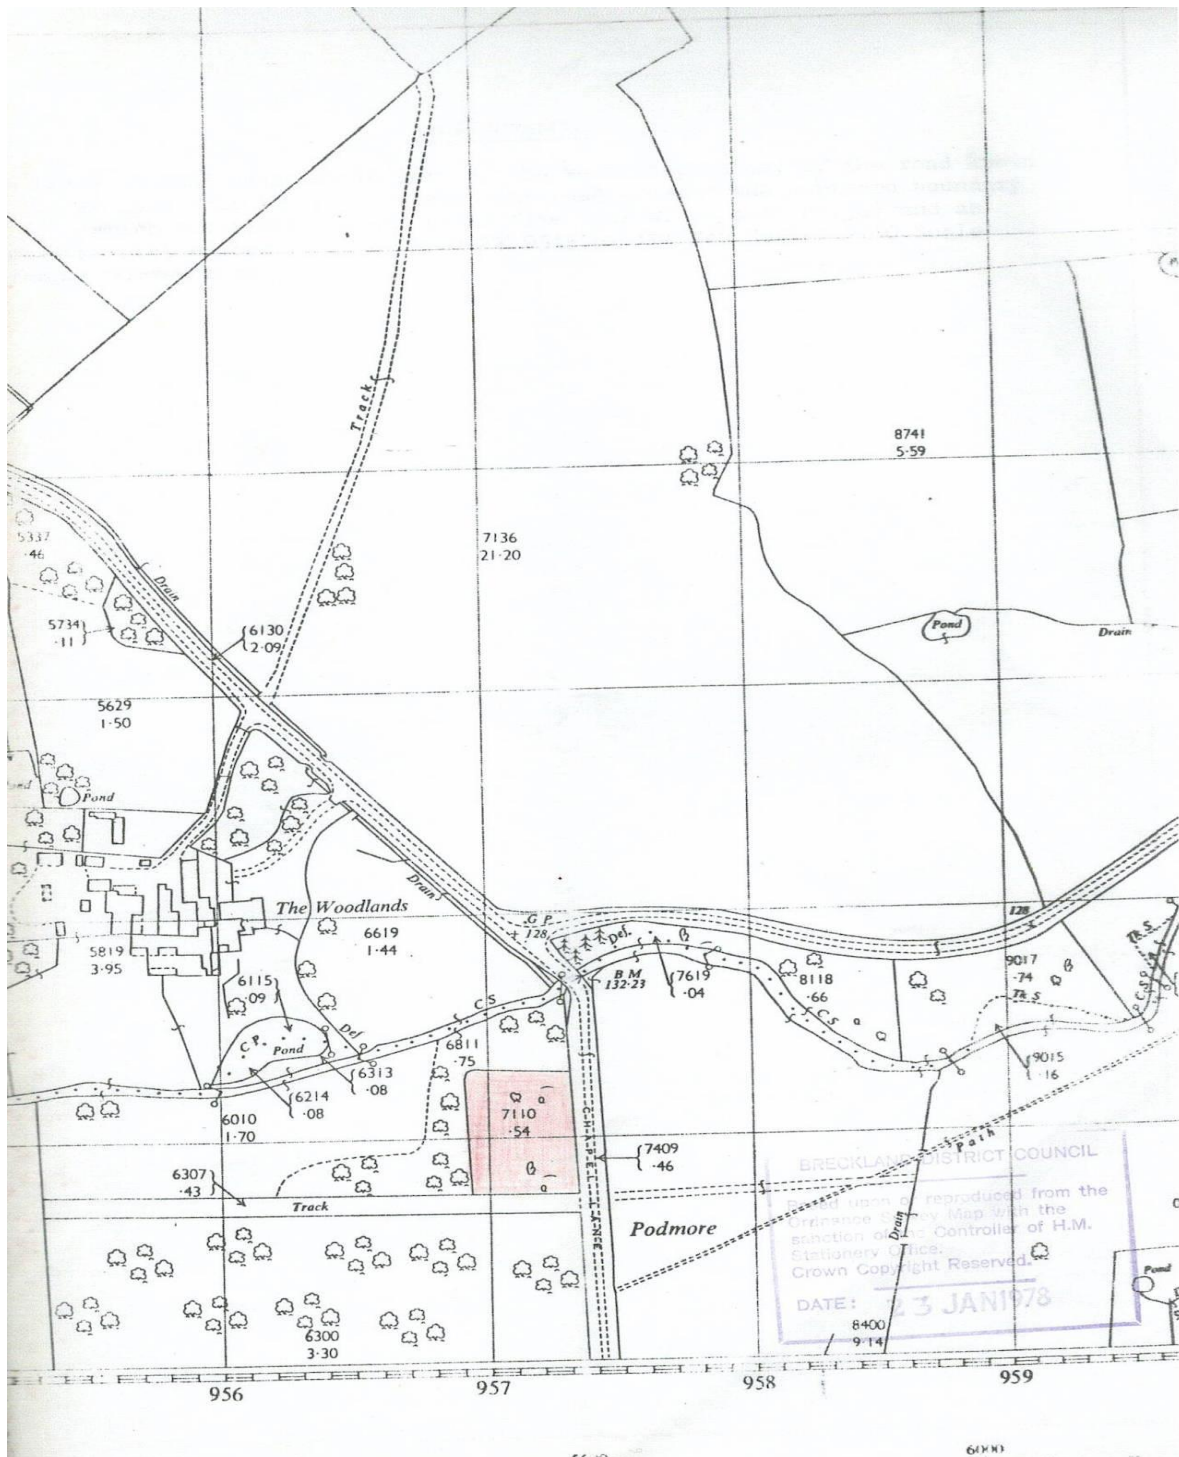 8741
5·59
Track
7136
21·20
5337
·46
Drain
5734
·11
6130
2·09
Pond
Drain
5629
1·50
Pond
Drain
The Woodlands
6619
1·44
G P
128
Def.
128
B M
132·23
7619
·04
8118
·66
9017
·74
Tk S
Tk S
C S
5819
3·95
6115
·09
C S
C S
C P
Pond
Def
6811
·75
6313
·08
6214
·08
9015
·16
6010
1·70
7110
·54
CHAPEL LANE
7409
·46
Path
6307
·43
Track
Podmore
Drain
BRECKLAND DISTRICT COUNCIL
Based upon or reproduced from the
Ordnance Survey Map with the
sanction of the Controller of H.M.
Stationery Office.
Crown Copyright Reserved.
DATE: 23 JAN 1978
Pond
6300
3·30
8400
9·14
956
957
958
959
6000